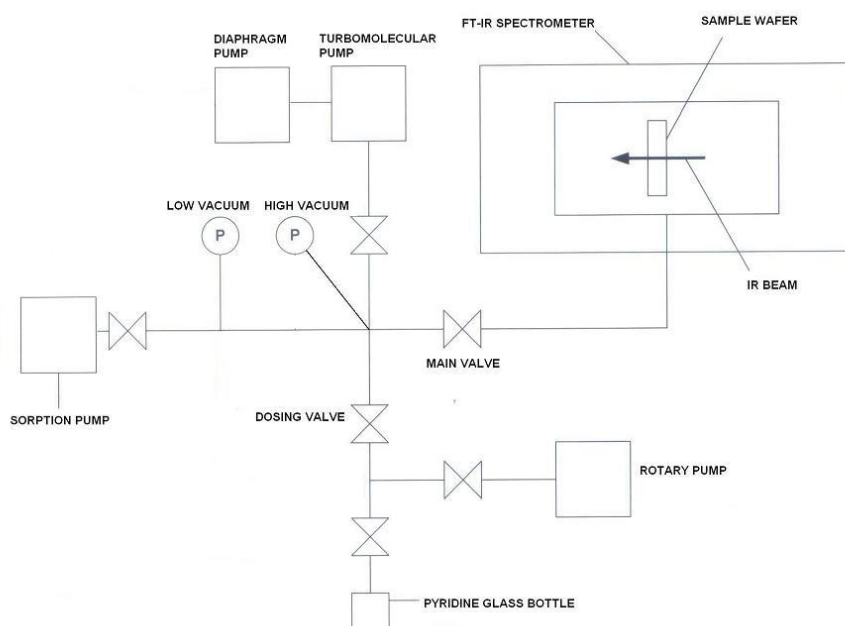 FT-IR SPECTROMETER
SAMPLE WAFER
DIAPHRAGM
PUMP
TURBOMOLECULAR
PUMP
LOW VACUUM
HIGH VACUUM
P
P
IR BEAM
MAIN VALVE
SORPTION PUMP
DOSING VALVE
ROTARY PUMP
PYRIDINE GLASS BOTTLE